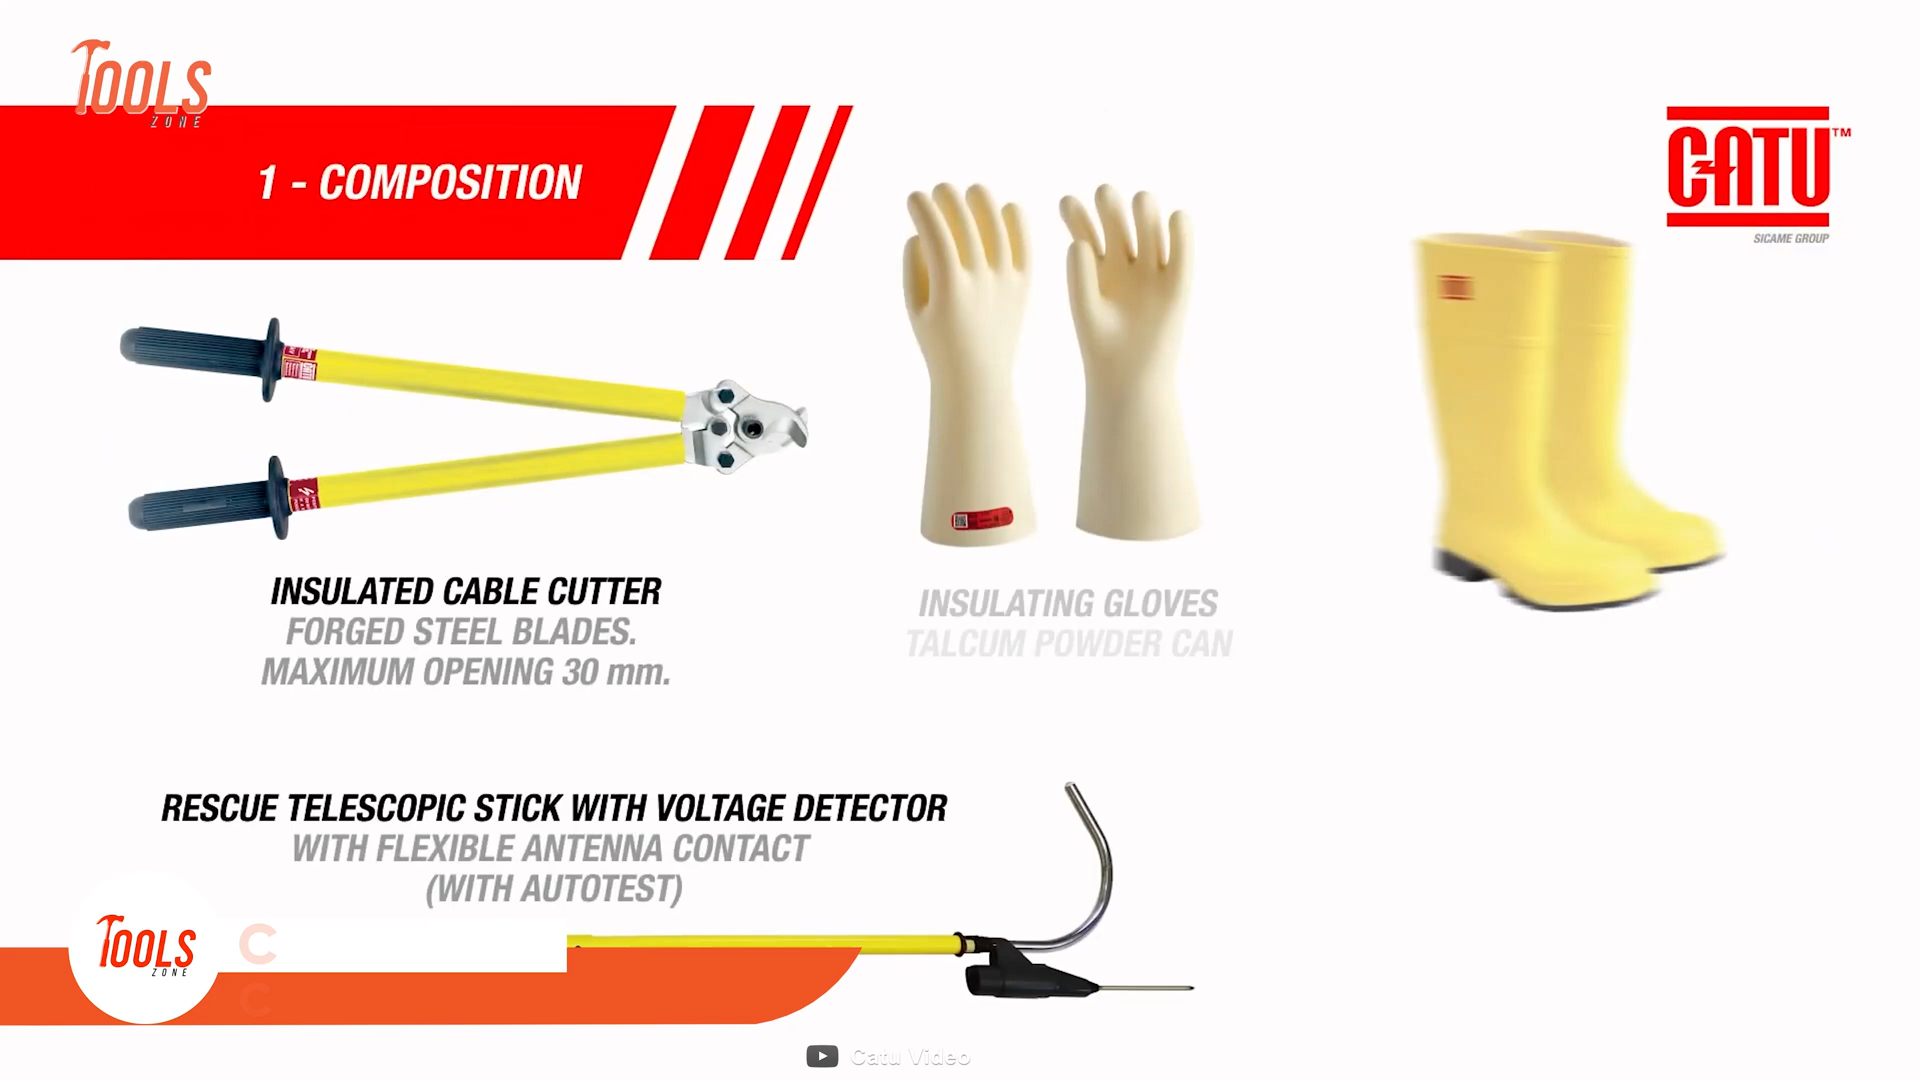 TOOLS
ZONE
1 - COMPOSITION
CATU™
SICAME GROUP
INSULATED CABLE CUTTER
FORGED STEEL BLADES.
MAXIMUM OPENING 30 mm.
INSULATING GLOVES
TALCUM POWDER CAN
RESCUE TELESCOPIC STICK WITH VOLTAGE DETECTOR
WITH FLEXIBLE ANTENNA CONTACT
(WITH AUTOTEST)
TOOLS
ZONE
C
C
Catu Video